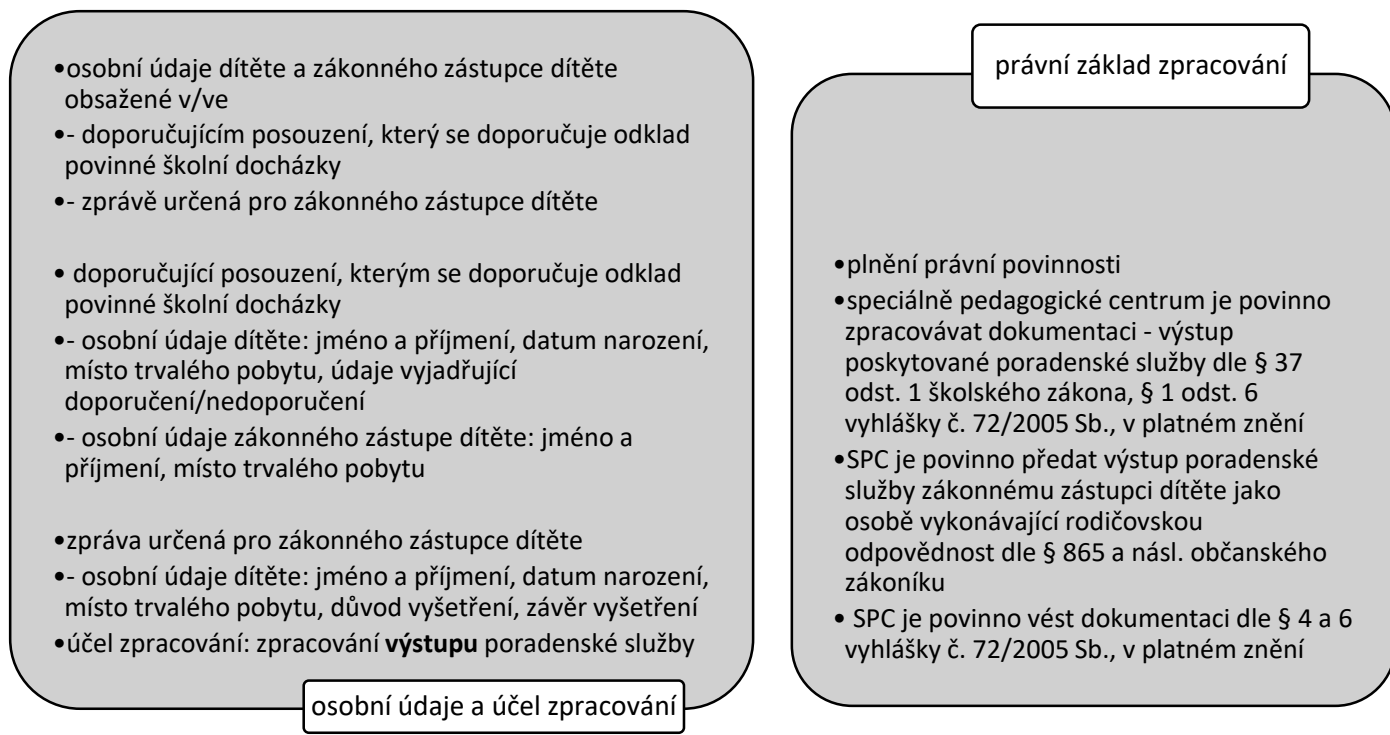 •osobní údaje dítěte a zákonného zástupce dítěte
obsažené v/ve
•- doporučujícím posouzení, který se doporučuje odklad
povinné školní docházky
•- zprávě určená pro zákonného zástupce dítěte
• doporučující posouzení, kterým se doporučuje odklad
povinné školní docházky
•- osobní údaje dítěte: jméno a příjmení, datum narození,
místo trvalého pobytu, údaje vyjadřující
doporučení/nedoporučení
•- osobní údaje zákonného zástupe dítěte: jméno a
příjmení, místo trvalého pobytu
•zpráva určená pro zákonného zástupce dítěte
•- osobní údaje dítěte: jméno a příjmení, datum narození,
místo trvalého pobytu, důvod vyšetření, závěr vyšetření
•účel zpracování: zpracování výstupu poradenské služby
osobní údaje a účel zpracování
právní základ zpracování
•plnění právní povinnosti
•speciálně pedagogické centrum je povinno
zpracovávat dokumentaci - výstup
poskytované poradenské služby dle § 37
odst. 1 školského zákona, § 1 odst. 6
vyhlášky č. 72/2005 Sb., v platném znění
•SPC je povinno předat výstup poradenské
služby zákonnému zástupci dítěte jako
osobě vykonávající rodičovskou
odpovědnost dle § 865 a násl. občanského
zákoníku
• SPC je povinno vést dokumentaci dle § 4 a 6
vyhlášky č. 72/2005 Sb., v platném znění